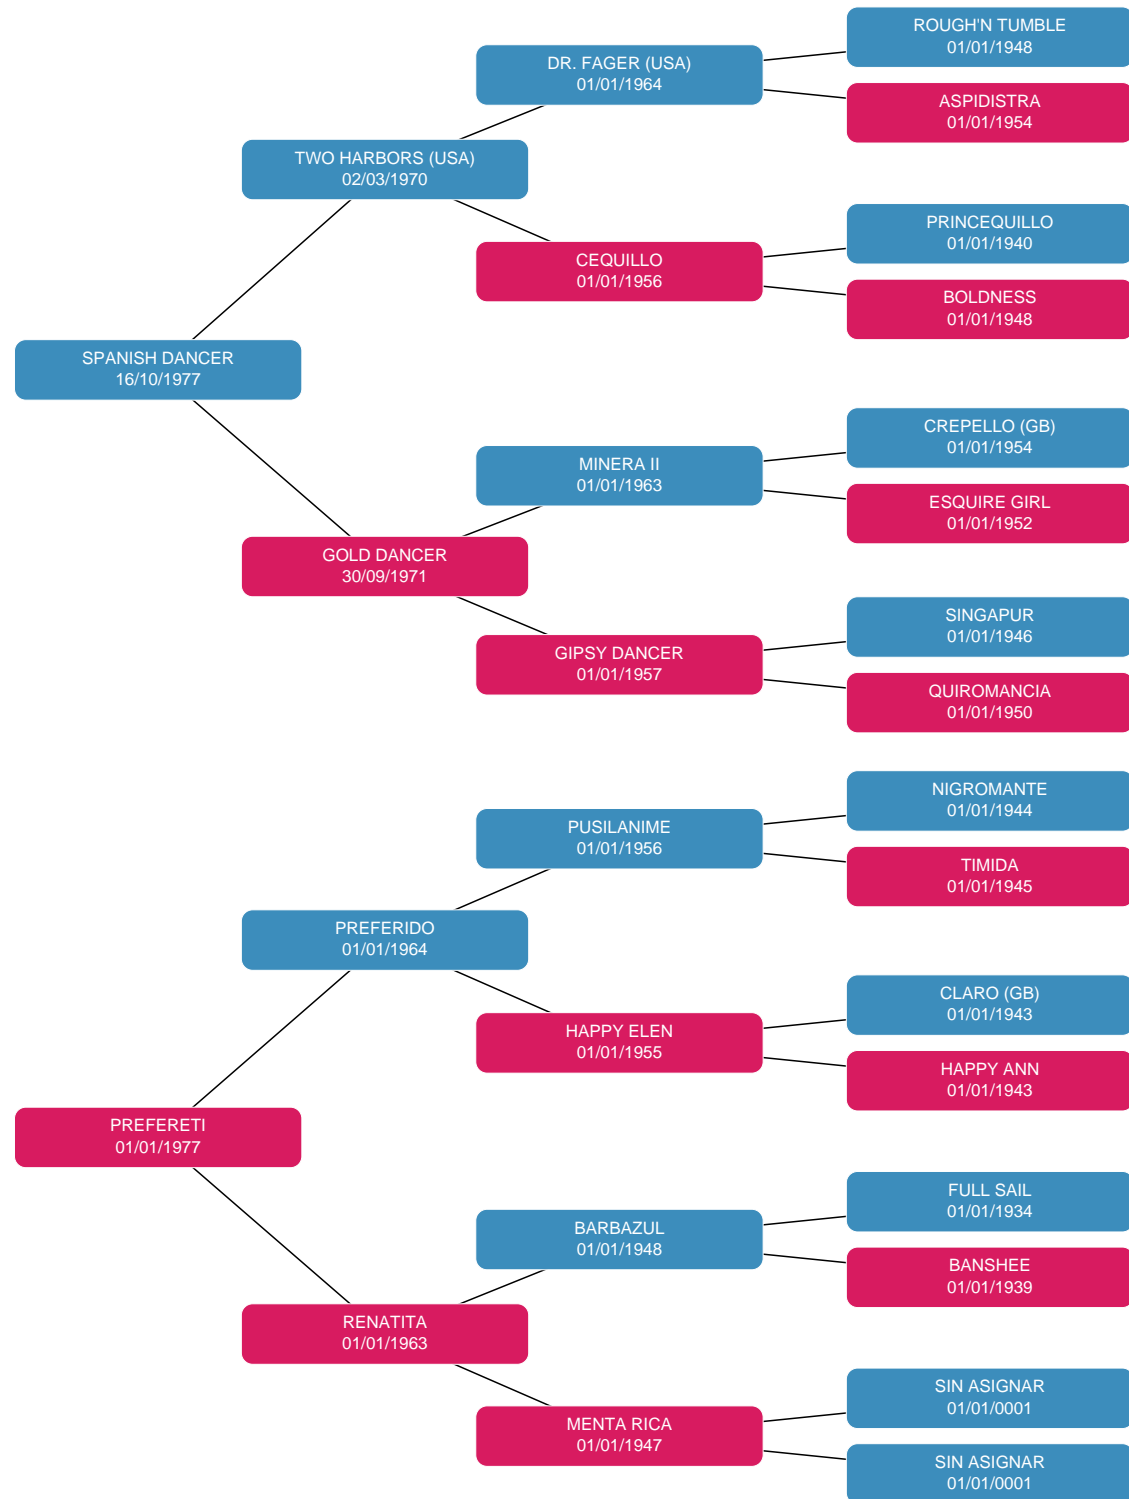 ROUGH'N TUMBLE
01/01/1948
DR. FAGER (USA)
01/01/1964
ASPIDISTRA
01/01/1954
TWO HARBORS (USA)
02/03/1970
PRINCEQUILLO
01/01/1940
CEQUILLO
01/01/1956
BOLDNESS
01/01/1948
SPANISH DANCER
16/10/1977
CREPELLO (GB)
01/01/1954
MINERA II
01/01/1963
ESQUIRE GIRL
01/01/1952
GOLD DANCER
30/09/1971
SINGAPUR
01/01/1946
GIPSY DANCER
01/01/1957
QUIROMANCIA
01/01/1950
NIGROMANTE
01/01/1944
PUSILANIME
01/01/1956
TIMIDA
01/01/1945
PREFERIDO
01/01/1964
CLARO (GB)
01/01/1943
HAPPY ELEN
01/01/1955
HAPPY ANN
01/01/1943
PREFERETI
01/01/1977
FULL SAIL
01/01/1934
BARBAZUL
01/01/1948
BANSHEE
01/01/1939
RENATITA
01/01/1963
SIN ASIGNAR
01/01/0001
MENTA RICA
01/01/1947
SIN ASIGNAR
01/01/0001